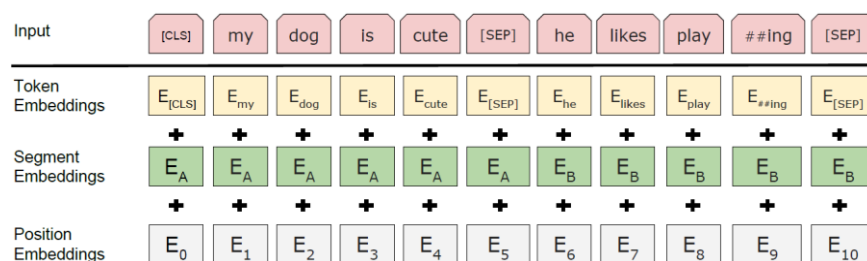 Input [CLS] my dog is cute [SEP] he likes play ##ing [SEP]
Token Embeddings E[CLS] Emy Edog Eis Ecute E[SEP] Ehe Elikes Eplay E##ing E[SEP]
+ + + + + + + + + + +
Segment Embeddings EA EA EA EA EA EA EB EB EB EB EB
+ + + + + + + + + + +
Position Embeddings E0 E1 E2 E3 E4 E5 E6 E7 E8 E9 E10